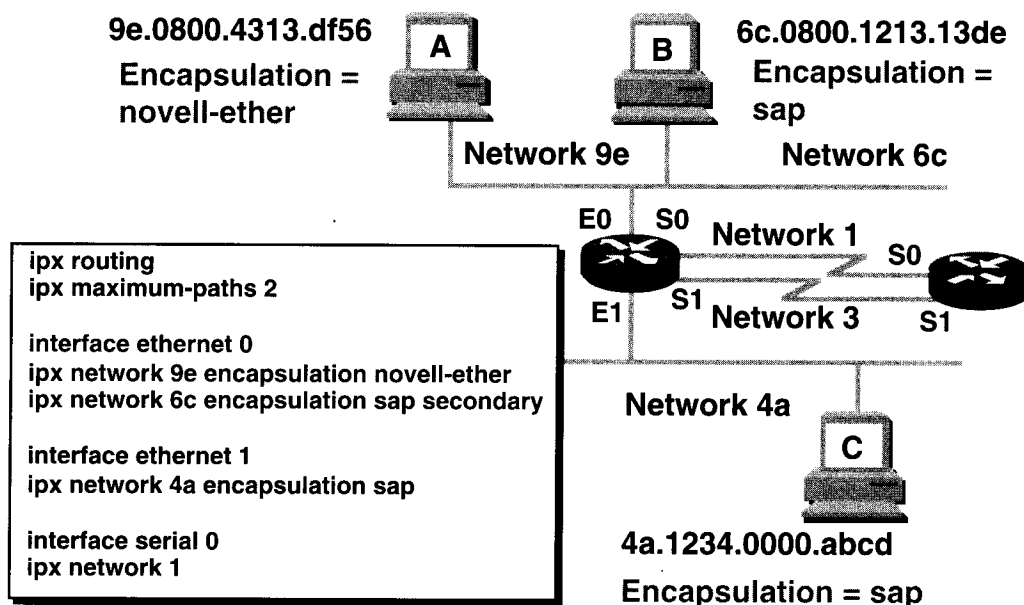 9e.0800.4313.df56
Encapsulation =
novell-ether
A
B
6c.0800.1213.13de
Encapsulation =
sap
Network 9e
Network 6c
E0
S0
Network 1
S0
S1
E1
Network 3
S1
ipx routing
ipx maximum-paths 2
interface ethernet 0
ipx network 9e encapsulation novell-ether
ipx network 6c encapsulation sap secondary
interface ethernet 1
ipx network 4a encapsulation sap
interface serial 0
ipx network 1
Network 4a
C
4a.1234.0000.abcd
Encapsulation = sap